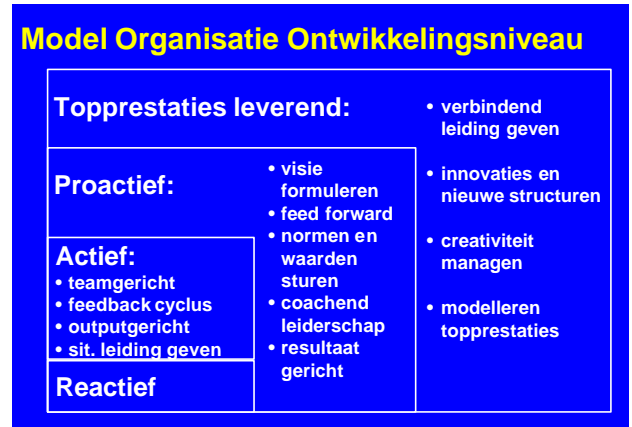 Model Organisatie Ontwikkelingsniveau
Topprestaties leverend:
• verbindend
leiding geven
• innovaties en
nieuwe structuren
• creativiteit
managen
• modelleren
topprestaties
Proactief:
• visie
formuleren
• feed forward
• normen en
waarden
sturen
• coachend
leiderschap
• resultaat
gericht
Actief:
• teamgericht
• feedback cyclus
• outputgericht
• sit. leiding geven
Reactief